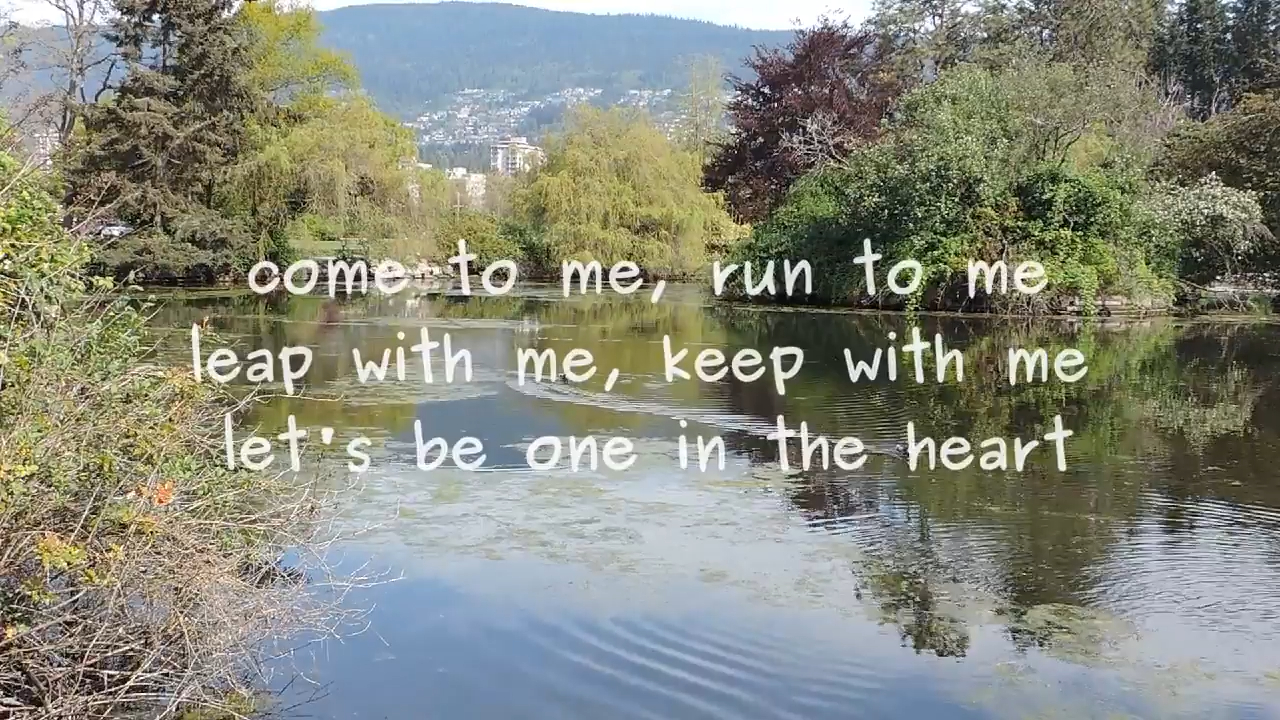 come to me, run to me
leap with me, keep with me
let's be one in the heart